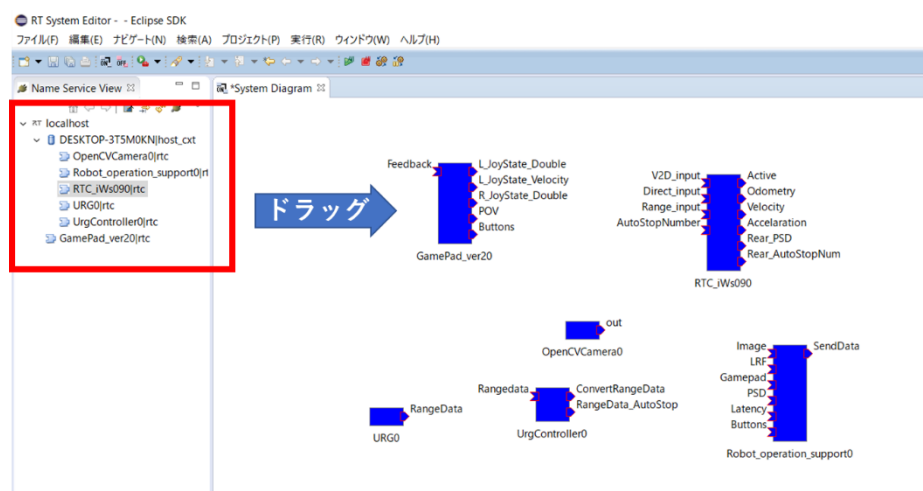 RT System Editor - - Eclipse SDK
ファイル(F) 編集(E) ナビゲート(N) 検索(A) プロジェクト(P) 実行(R) ウィンドウ(W) ヘルプ(H)
Name Service View
*System Diagram
RT localhost
DESKTOP-3T5M0KN|host_cxt
OpenCVCamera0|rtc
Robot_operation_support0|rt
RTC_iWs090|rtc
URG0|rtc
UrgController0|rtc
GamePad_ver20|rtc
ドラッグ
Feedback
L_JoyState_Double
L_JoyState_Velocity
R_JoyState_Double
POV
Buttons
GamePad_ver20
V2D_input
Direct_input
Range_input
AutoStopNumber
Active
Odometry
Velocity
Accelaration
Rear_PSD
Rear_AutoStopNum
RTC_iWs090
out
OpenCVCamera0
RangeData
URG0
Rangedata
ConvertRangeData
RangeData_AutoStop
UrgController0
Image
LRF
Gamepad
PSD
Latency
Buttons
SendData
Robot_operation_support0